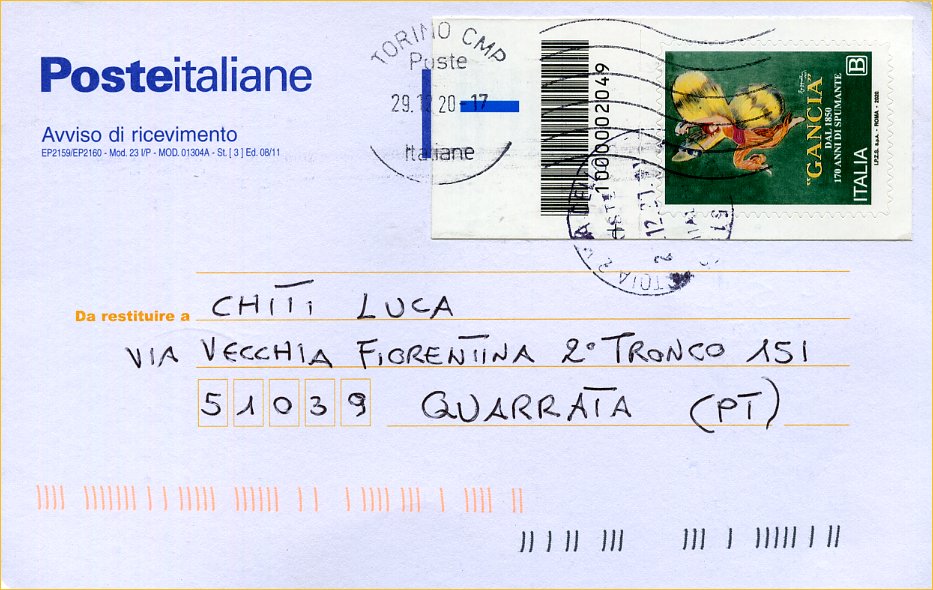 Posteitaliane
Avviso di ricevimento
EP2159/EP2160 - Mod. 23 I/P - MOD. 01304A - St. [ 3 ] Ed. 08/11
TORINO CMP
Poste
29.12.20-17
Italiane
1000000002049
B
"GANCIA"
DAL 1850
170 ANNI DI SPUMANTE
ITALIA
I.P.Z.S. S.p.A. - ROMA - 2020
Da restituire a CHITI LUCA
VIA VECCHIA FIORENTINA 2° TRONCO 151
51039 QUARRATA (PT)